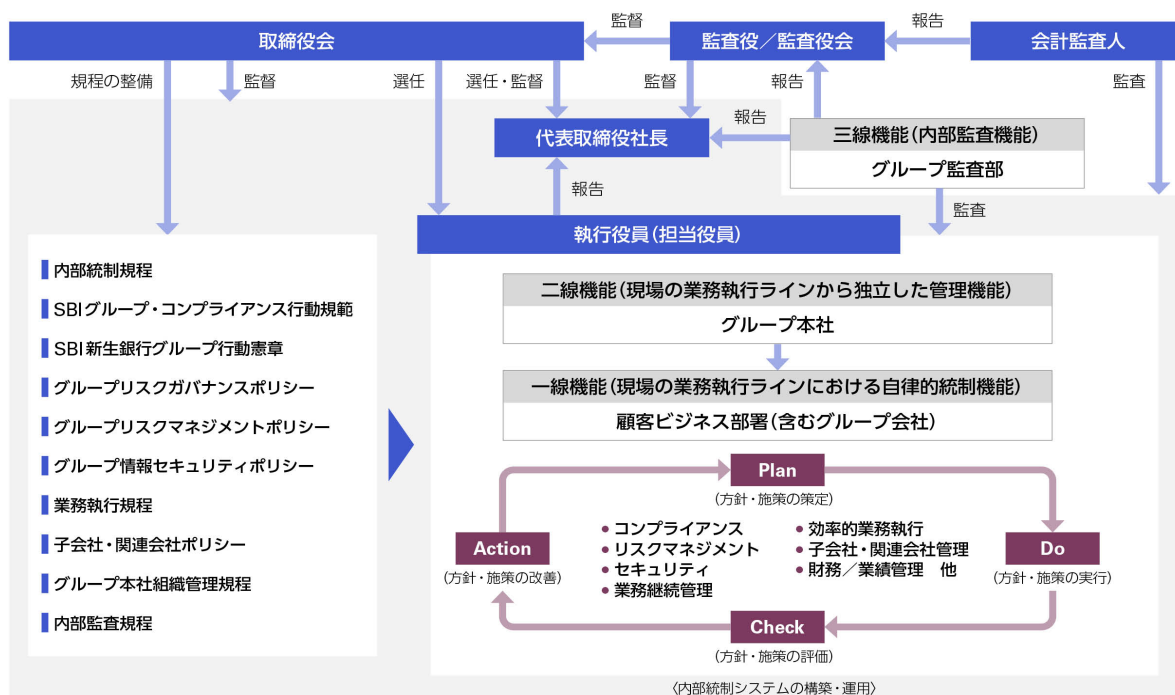 監督
報告
取締役会
監査役／監査役会
会計監査人
規程の整備
監督
選任
選任・監督
監督
報告
監査
報告
代表取締役社長
三線機能（内部監査機能）
グループ監査部
報告
監査
執行役員（担当役員）
内部統制規程
SBIグループ・コンプライアンス行動規範
SBI新生銀行グループ行動憲章
グループリスクガバナンスポリシー
グループリスクマネジメントポリシー
グループ情報セキュリティポリシー
業務執行規程
子会社・関連会社ポリシー
グループ本社組織管理規程
内部監査規程
二線機能（現場の業務執行ラインから独立した管理機能）
グループ本社
一線機能（現場の業務執行ラインにおける自律的統制機能）
顧客ビジネス部署（含むグループ会社）
Plan
（方針・施策の策定）
Action
（方針・施策の改善）
● コンプライアンス
● リスクマネジメント
● セキュリティ
● 業務継続管理
● 効率的業務執行
● 子会社・関連会社管理
● 財務／業績管理　他
Do
（方針・施策の実行）
Check
（方針・施策の評価）
〈内部統制システムの構築・運用〉